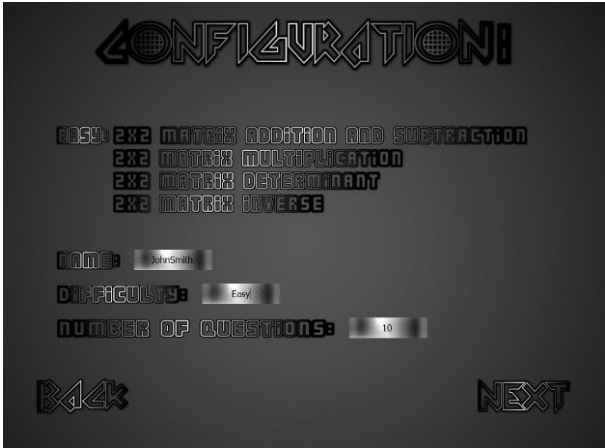 CONFIGURATION:
EASY: 2X2 MATRIX ADDITION AND SUBTRACTION
2X2 MATRIX MULTIPLICATION
2X2 MATRIX DETERMINANT
2X2 MATRIX INVERSE
NAME: JohnSmith
DIFFICULTY: Easy
NUMBER OF QUESTIONS: 10
BACK NEXT